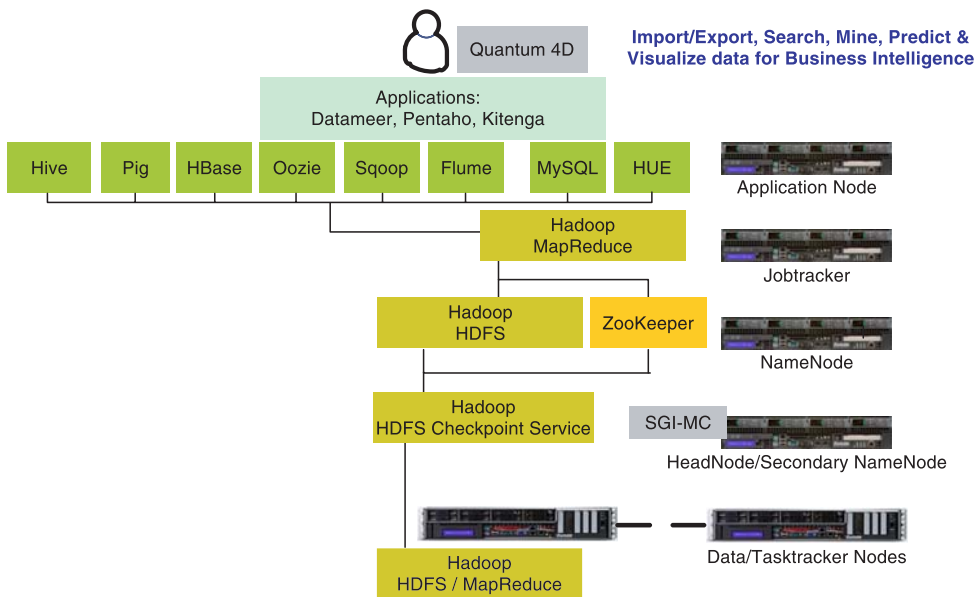 Quantum 4D
Import/Export, Search, Mine, Predict &
Visualize data for Business Intelligence
Applications:
Datameer, Pentaho, Kitenga
Hive
Pig
HBase
Oozie
Sqoop
Flume
MySQL
HUE
Application Node
Hadoop
MapReduce
Jobtracker
Hadoop
HDFS
ZooKeeper
NameNode
Hadoop
HDFS Checkpoint Service
SGI-MC
HeadNode/Secondary NameNode
Data/Tasktracker Nodes
Hadoop
HDFS / MapReduce